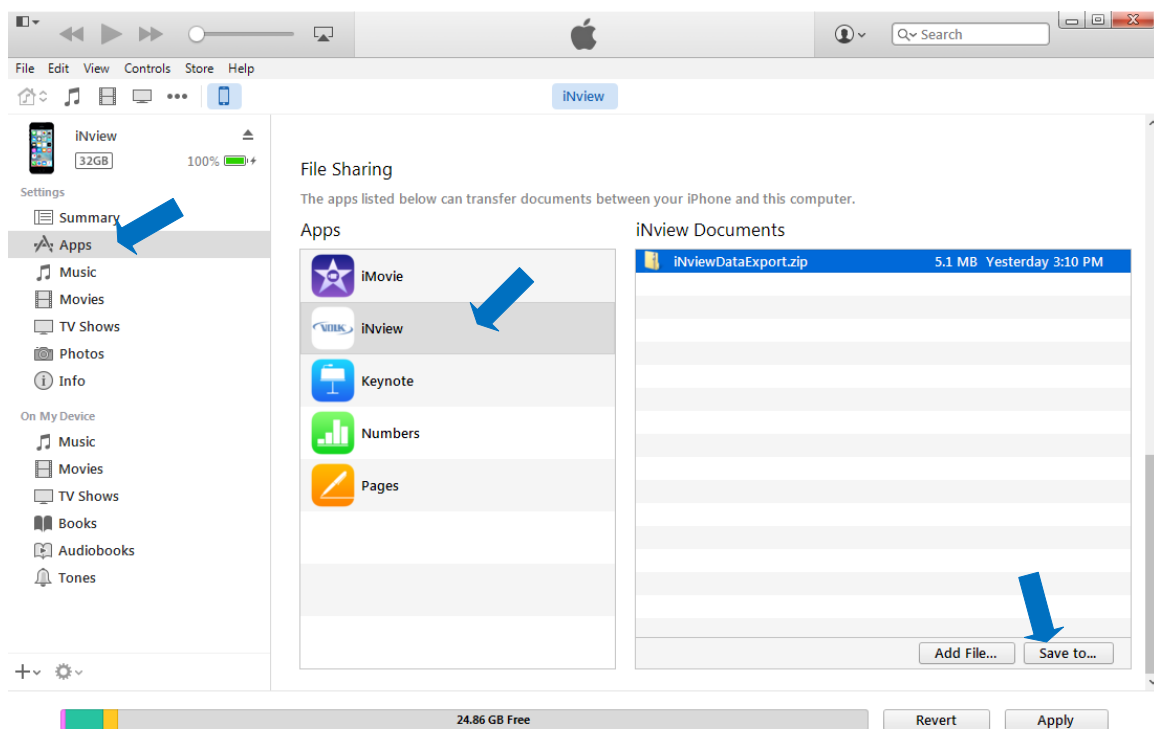 Search
File Edit View Controls Store Help
iNview
iNview
32GB
100%
Settings
Summary
Apps
Music
Movies
TV Shows
Photos
Info
On My Device
Music
Movies
TV Shows
Books
Audiobooks
Tones
File Sharing
The apps listed below can transfer documents between your iPhone and this computer.
Apps
iMovie
VOLK
iNview
Keynote
Numbers
Pages
iNview Documents
iNviewDataExport.zip 5.1 MB Yesterday 3:10 PM
Add File... Save to...
24.86 GB Free
Revert Apply